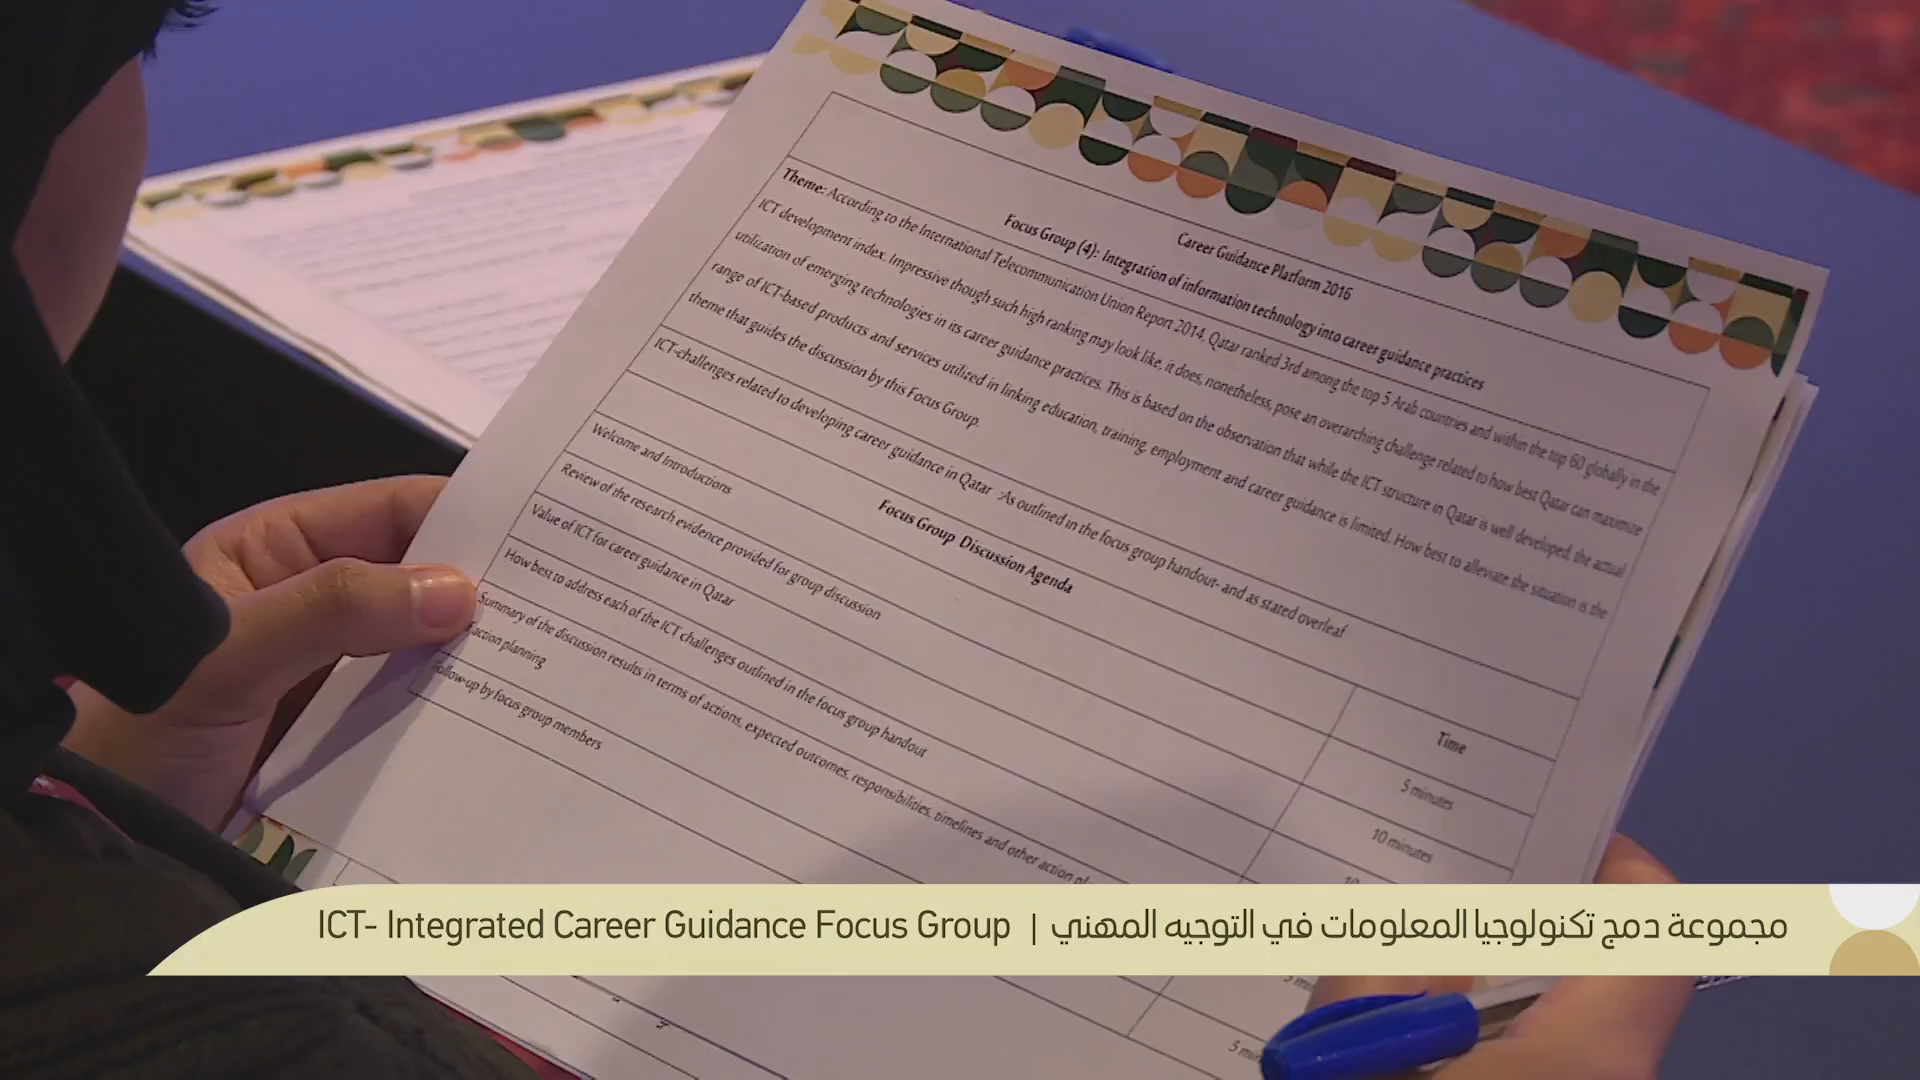 Career Guidance Platform 2016
Focus Group (4): Integration of information technology into career guidance practices
Theme: According to the International Telecommunication Union Report 2014, Qatar ranked 3rd among the top 5 Arab countries and within the top 60 globally in the
ICT development index. Impressive though such high ranking may look like, it does, nonetheless, pose an overarching challenge related to how best Qatar can maximize
utilization of emerging technologies in its career guidance practices. This is based on the observation that while the ICT structure in Qatar is well developed, the actual
range of ICT-based products and services utilized in linking education, training, employment and career guidance is limited. How best to alleviate the situation is the
theme that guides the discussion by this Focus Group.
ICT-challenges related to developing career guidance in Qatar :As outlined in the focus group handout- and as stated overleaf
Focus Group Discussion Agenda
Time
Welcome and Introductions
5 minutes
Review of the research evidence provided for group discussion
10 minutes
Value of ICT for career guidance in Qatar
10
How best to address each of the ICT challenges outlined in the focus group handout
Summary of the discussion results in terms of actions, expected outcomes, responsibilities, timelines and other action
action planning
Follow-up by focus group members
5
ICT- Integrated Career Guidance Focus Group | مجموعة دمج تكنولوجيا المعلومات في التوجيه المهني